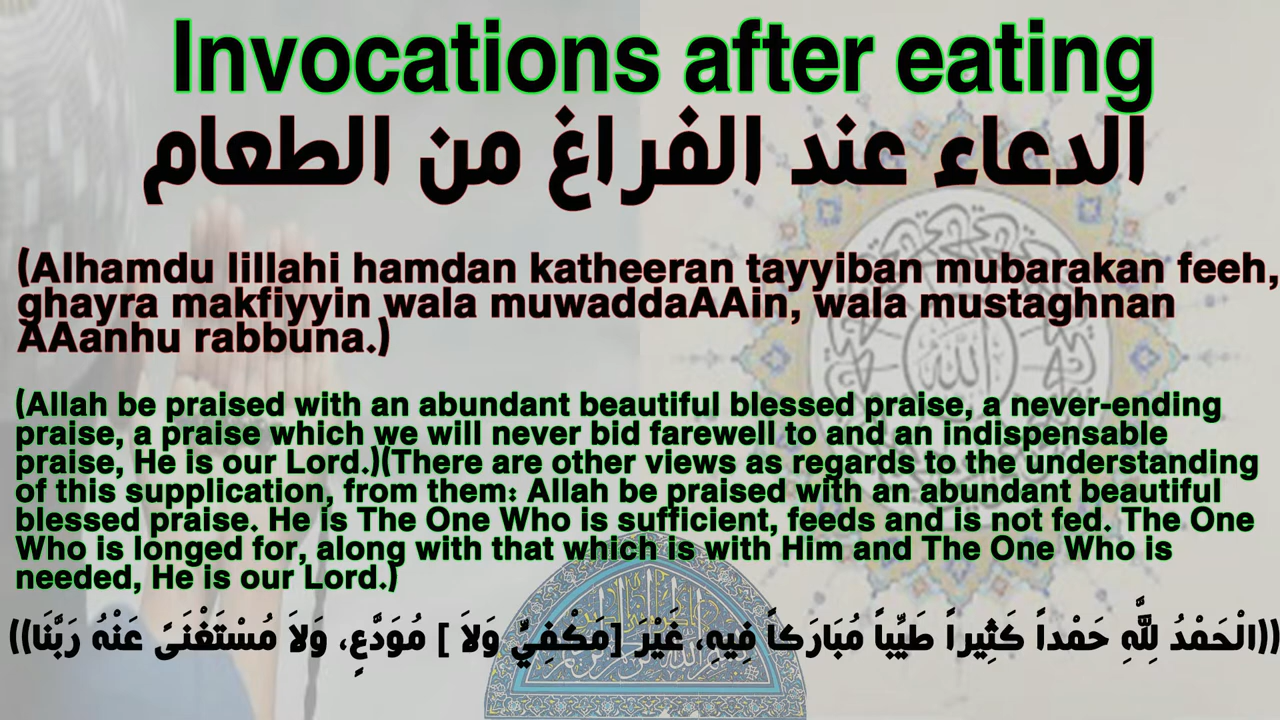 Invocations after eating
الدعاء عند الفراغ من الطعام
(Alhamdu lillahi hamdan katheeran tayyiban mubarakan feeh,
ghayra makfiyyin wala muwaddaAAin, wala mustaghnan
AAanhu rabbuna.)
(Allah be praised with an abundant beautiful blessed praise, a never-ending
praise, a praise which we will never bid farewell to and an indispensable
praise, He is our Lord.)(There are other views as regards to the understanding
of this supplication, from them: Allah be praised with an abundant beautiful
blessed praise. He is The One Who is sufficient, feeds and is not fed. The One
Who is longed for, along with that which is with Him and The One Who is
needed, He is our Lord.)
((الْحَمْدُ لِلَّهِ حَمْداً كَثِيراً طَيِّباً مُبَارَكاً فِيهِ، غَيْرَ [مَكْفِيٍّ وَلاَ ] مُوَدَّعٍ، وَلاَ مُسْتَغْنَىً عَنْهُ رَبَّنَا))